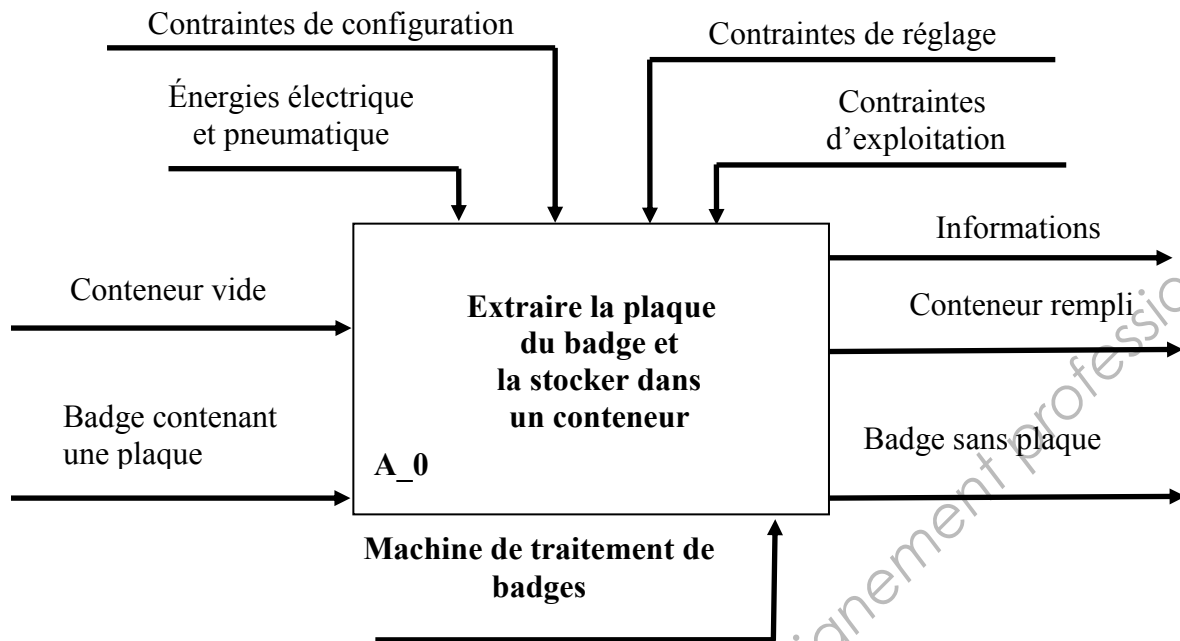 Contraintes de configuration
Contraintes de réglage
Énergies électrique
et pneumatique
Contraintes
d’exploitation
Informations
Conteneur vide
Conteneur rempli
Extraire la plaque
du badge et
la stocker dans
un conteneur
Badge contenant
une plaque
Badge sans plaque
A_0
Machine de traitement de
badges